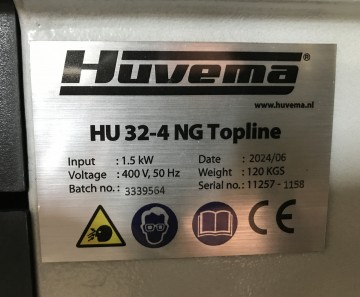 Huvema®
www.huvema.nl
HU 32-4 NG Topline
Input : 1.5 kW Date : 2024/06
Voltage : 400 V, 50 Hz Weight : 120 KGS
Batch no. : 3339564 Serial no. : 11257 - 1158
CE